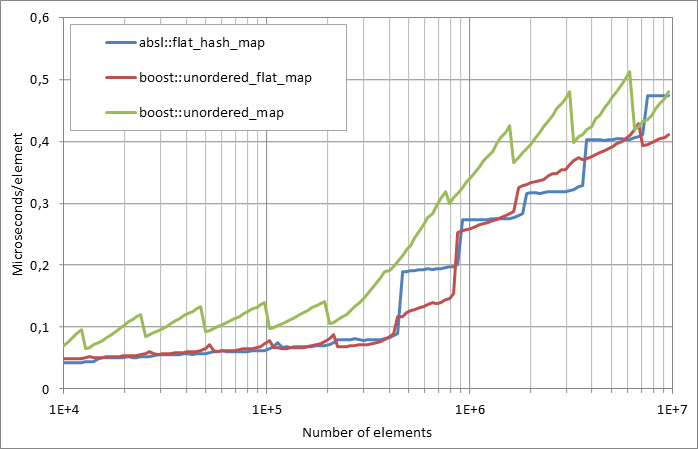 0,6
0,5
0,4
0,3
0,2
0,1
0
Microseconds/element
absl::flat_hash_map
boost::unordered_flat_map
boost::unordered_map
1E+4 1E+5 1E+6 1E+7
Number of elements